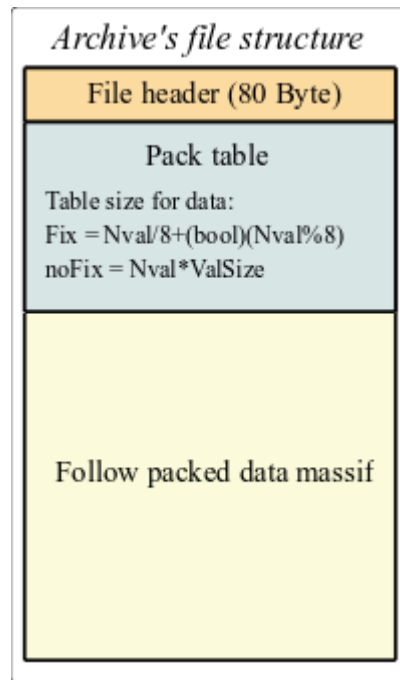 Archive's file structure
File header (80 Byte)
Pack table
Table size for data:
Fix = Nval/8+(bool)(Nval%8)
noFix = Nval*ValSize
Follow packed data massif